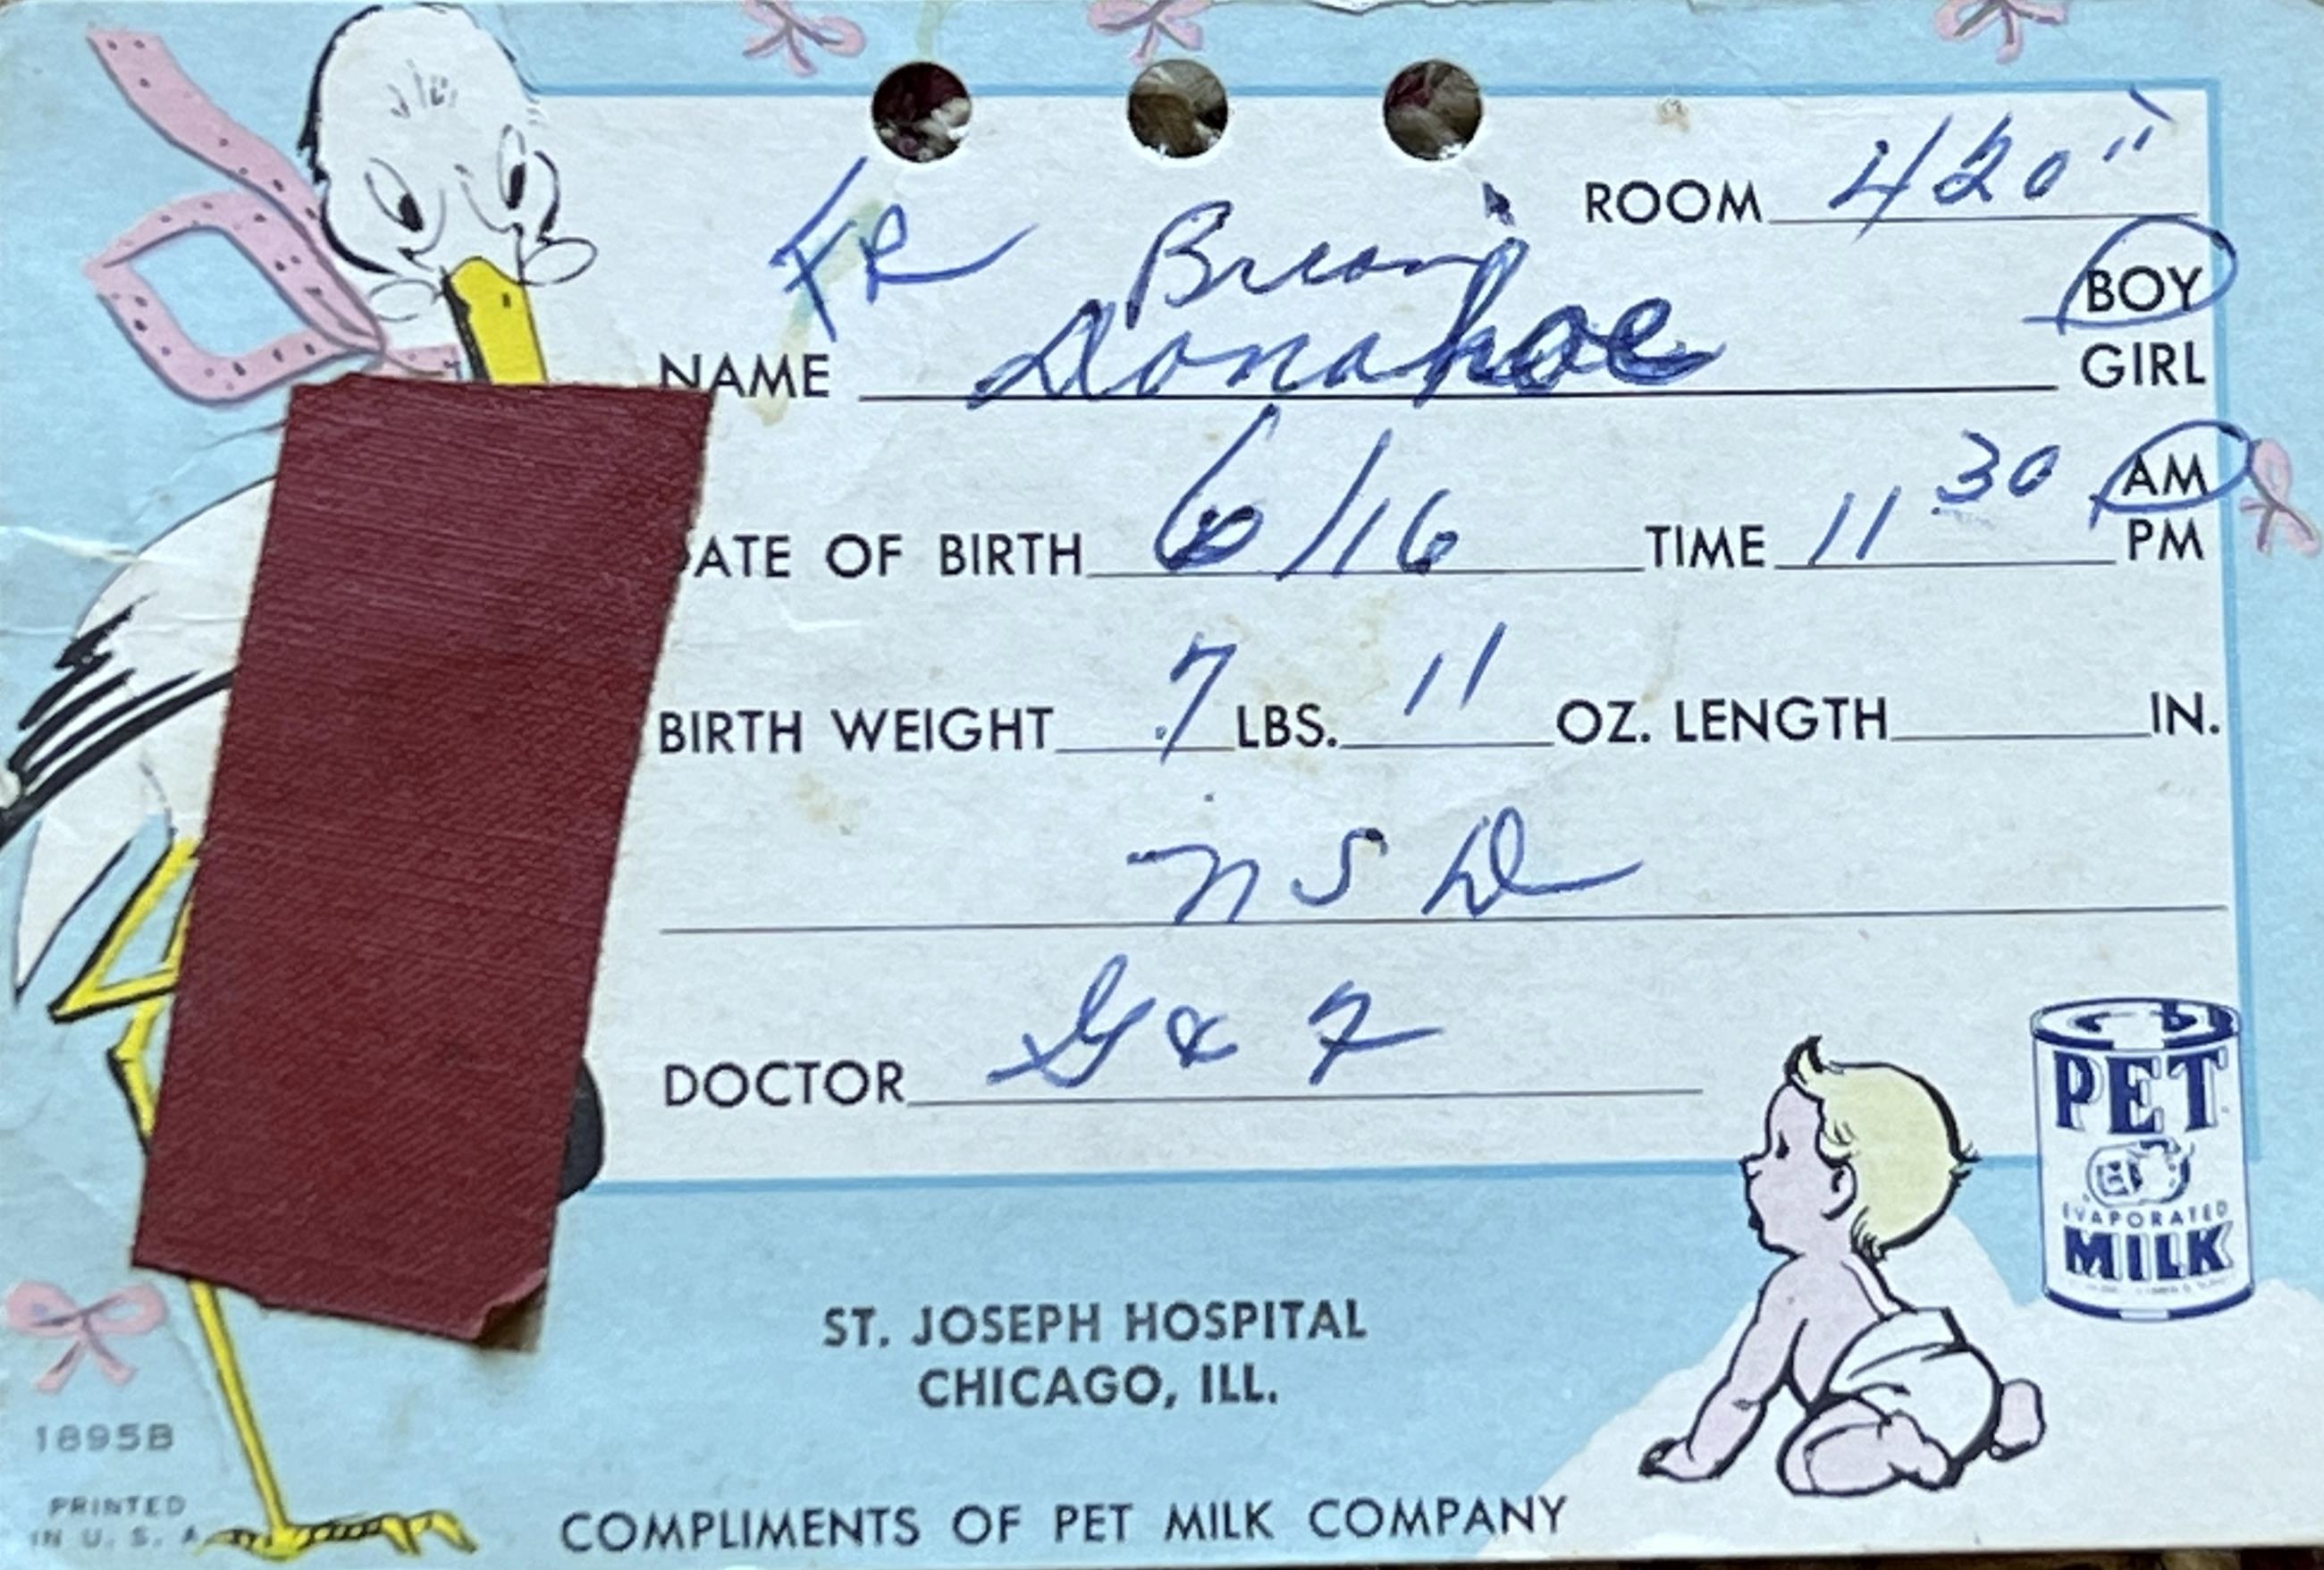 ROOM 420"
FR Brian
BOY
NAME Donahoe
GIRL
AM
DATE OF BIRTH 6/16 TIME 11 30
PM
BIRTH WEIGHT 7 LBS. 11 OZ. LENGTH IN.
N S D
DOCTOR G & F
PET
EVAPORATED
MILK
ST. JOSEPH HOSPITAL
CHICAGO, ILL.
1895B
PRINTED
IN U. S. A.
COMPLIMENTS OF PET MILK COMPANY